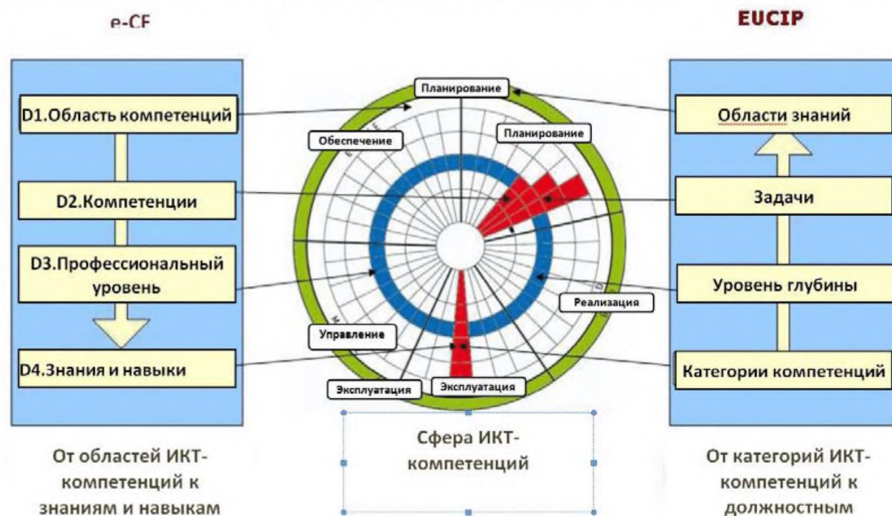 e-CF
EUCIP
D1.Область компетенций
D2.Компетенции
D3.Профессиональный
уровень
D4.Знания и навыки
Планирование
Планирование
Обеспечение
Реализация
Управление
Эксплуатация
Эксплуатация
Области знаний
Задачи
Уровень глубины
Категории компетенций
От областей ИКТ-
компетенций к
знаниям и навыкам
Сфера ИКТ-
компетенций
От категорий ИКТ-
компетенций к
должностным